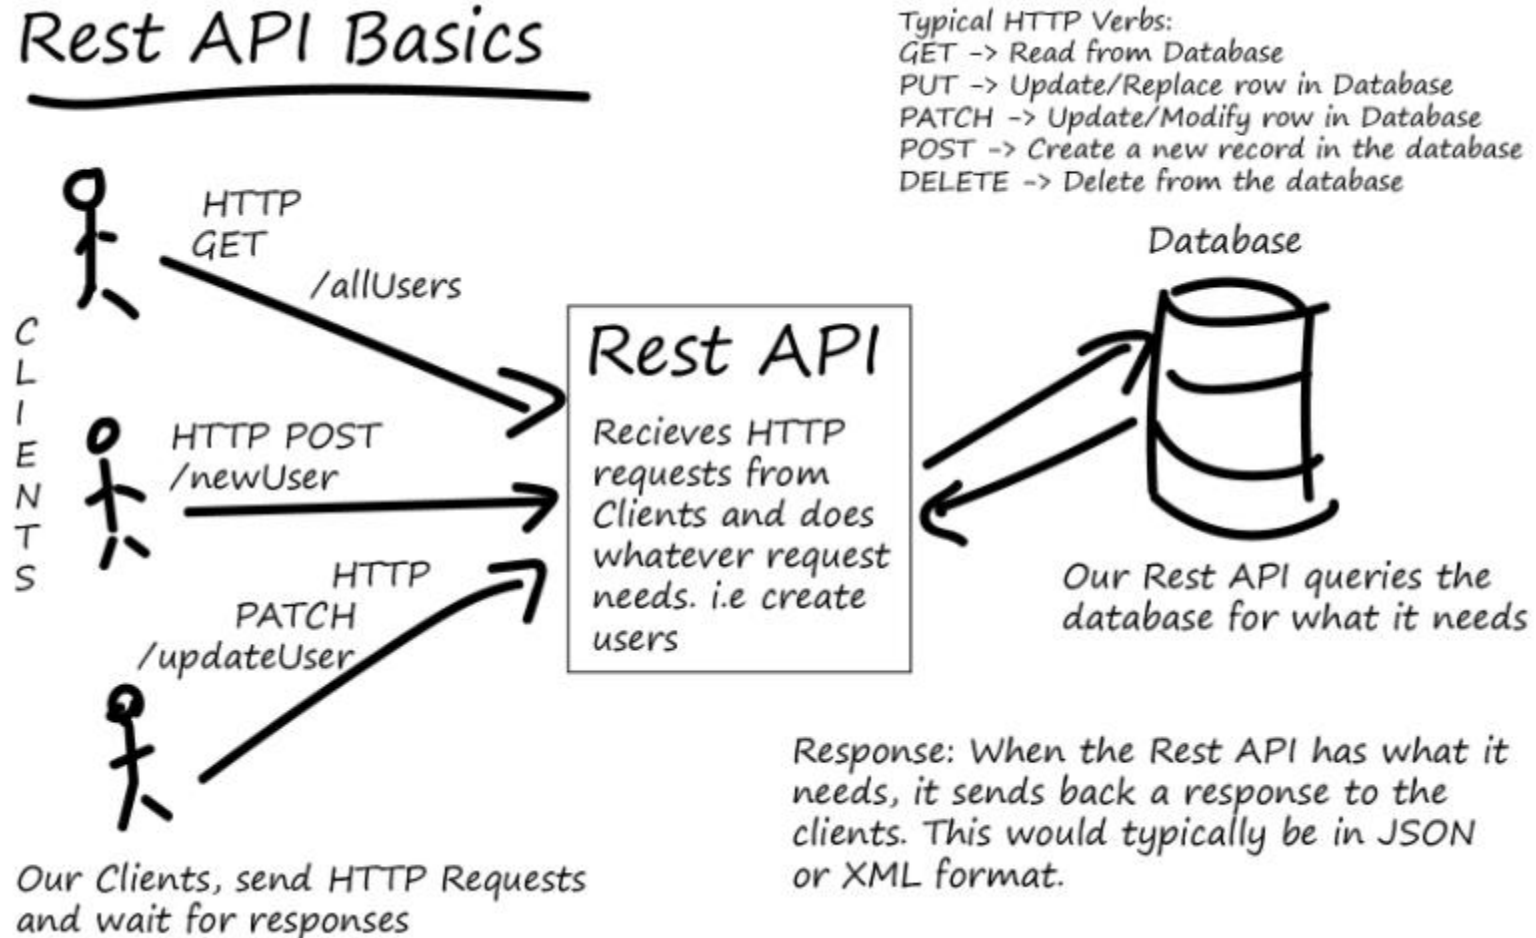 Rest API Basics
Typical HTTP Verbs:
GET -> Read from Database
PUT -> Update/Replace row in Database
PATCH -> Update/Modify row in Database
POST -> Create a new record in the database
DELETE -> Delete from the database
CLIENTS
HTTP
GET
/allUsers
HTTP POST
/newUser
HTTP
PATCH
/updateUser
Rest API
Recieves HTTP
requests from
Clients and does
whatever request
needs. i.e create
users
Database
Our Rest API queries the
database for what it needs
Response: When the Rest API has what it
needs, it sends back a response to the
clients. This would typically be in JSON
or XML format.
Our Clients, send HTTP Requests
and wait for responses